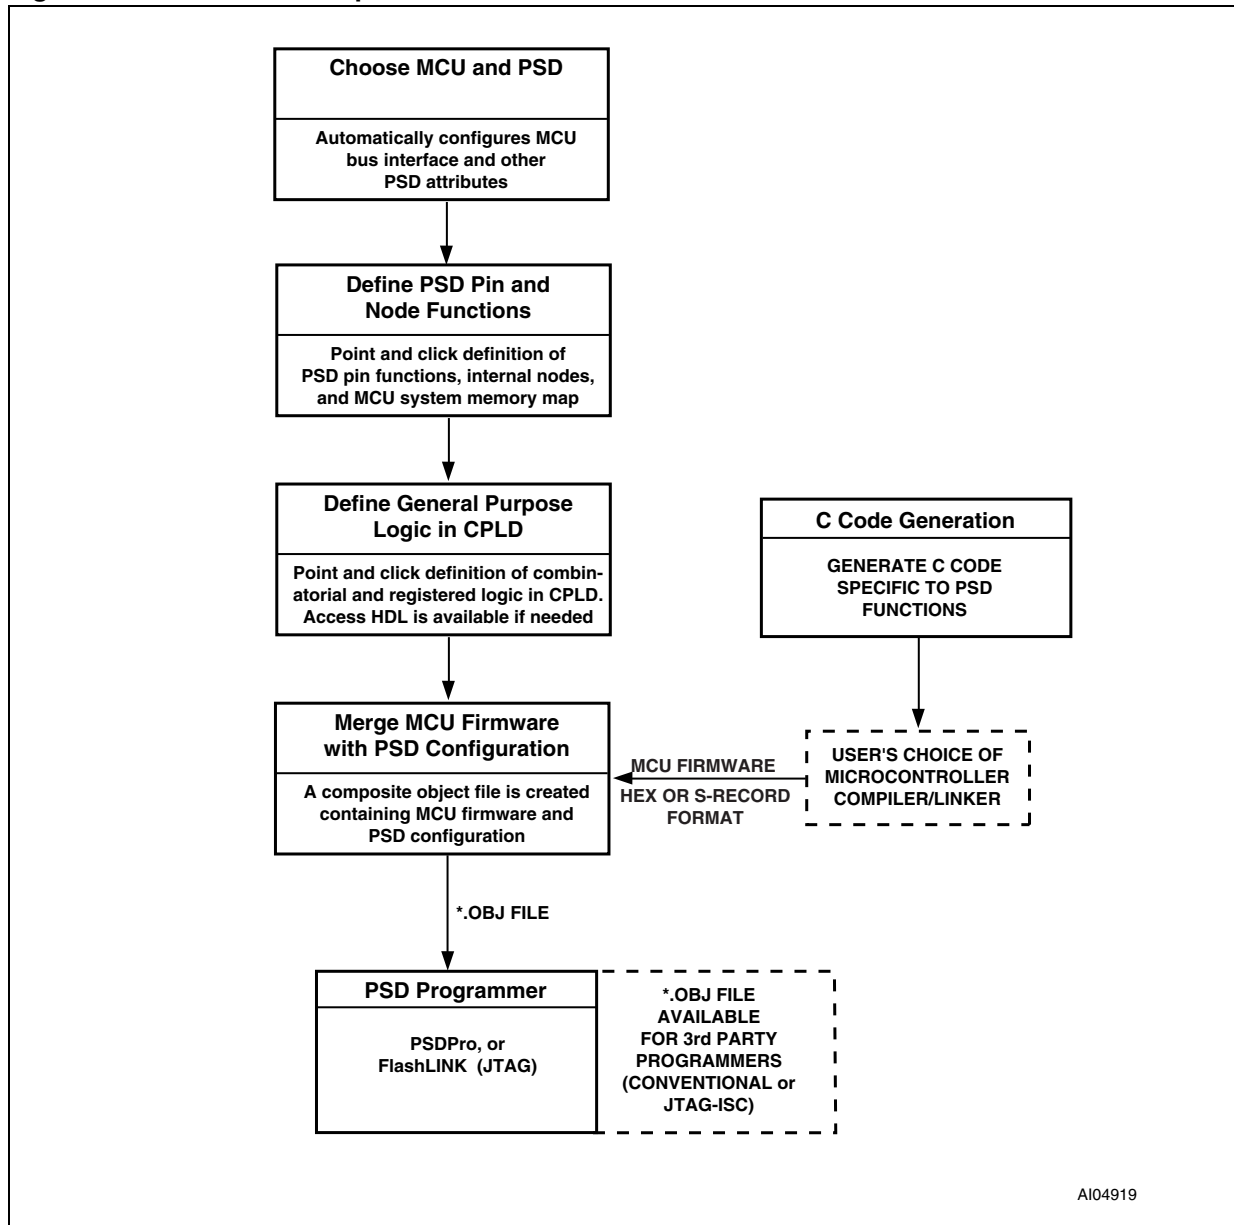 Choose MCU and PSD
Automatically configures MCU
bus interface and other
PSD attributes
Define PSD Pin and
Node Functions
Point and click definition of
PSD pin functions, internal nodes,
and MCU system memory map
Define General Purpose
Logic in CPLD
Point and click definition of combin-
atorial and registered logic in CPLD.
Access HDL is available if needed
C Code Generation
GENERATE C CODE
SPECIFIC TO PSD
FUNCTIONS
Merge MCU Firmware
with PSD Configuration
A composite object file is created
containing MCU firmware and
PSD configuration
MCU FIRMWARE
HEX OR S-RECORD
FORMAT
USER'S CHOICE OF
MICROCONTROLLER
COMPILER/LINKER
*.OBJ FILE
PSD Programmer
PSDPro, or
FlashLINK (JTAG)
*.OBJ FILE
AVAILABLE
FOR 3rd PARTY
PROGRAMMERS
(CONVENTIONAL or
JTAG-ISC)
AI04919